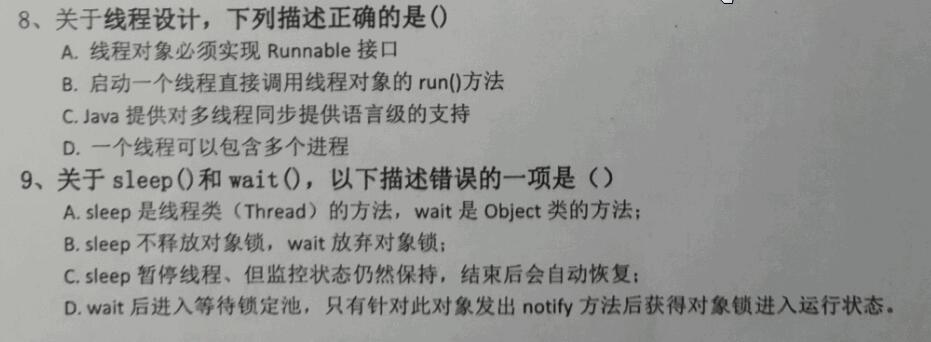 8、关于线程设计，下列描述正确的是()
A. 线程对象必须实现 Runnable 接口
B. 启动一个线程直接调用线程对象的 run()方法
C. Java 提供对多线程同步提供语言级的支持
D. 一个线程可以包含多个进程
9、关于 sleep()和 wait()，以下描述错误的一项是（）
A. sleep 是线程类（Thread）的方法，wait 是 Object 类的方法；
B. sleep 不释放对象锁，wait 放弃对象锁；
C. sleep 暂停线程、但监控状态仍然保持，结束后会自动恢复；
D. wait 后进入等待锁定池，只有针对此对象发出 notify 方法后获得对象锁进入运行状态。